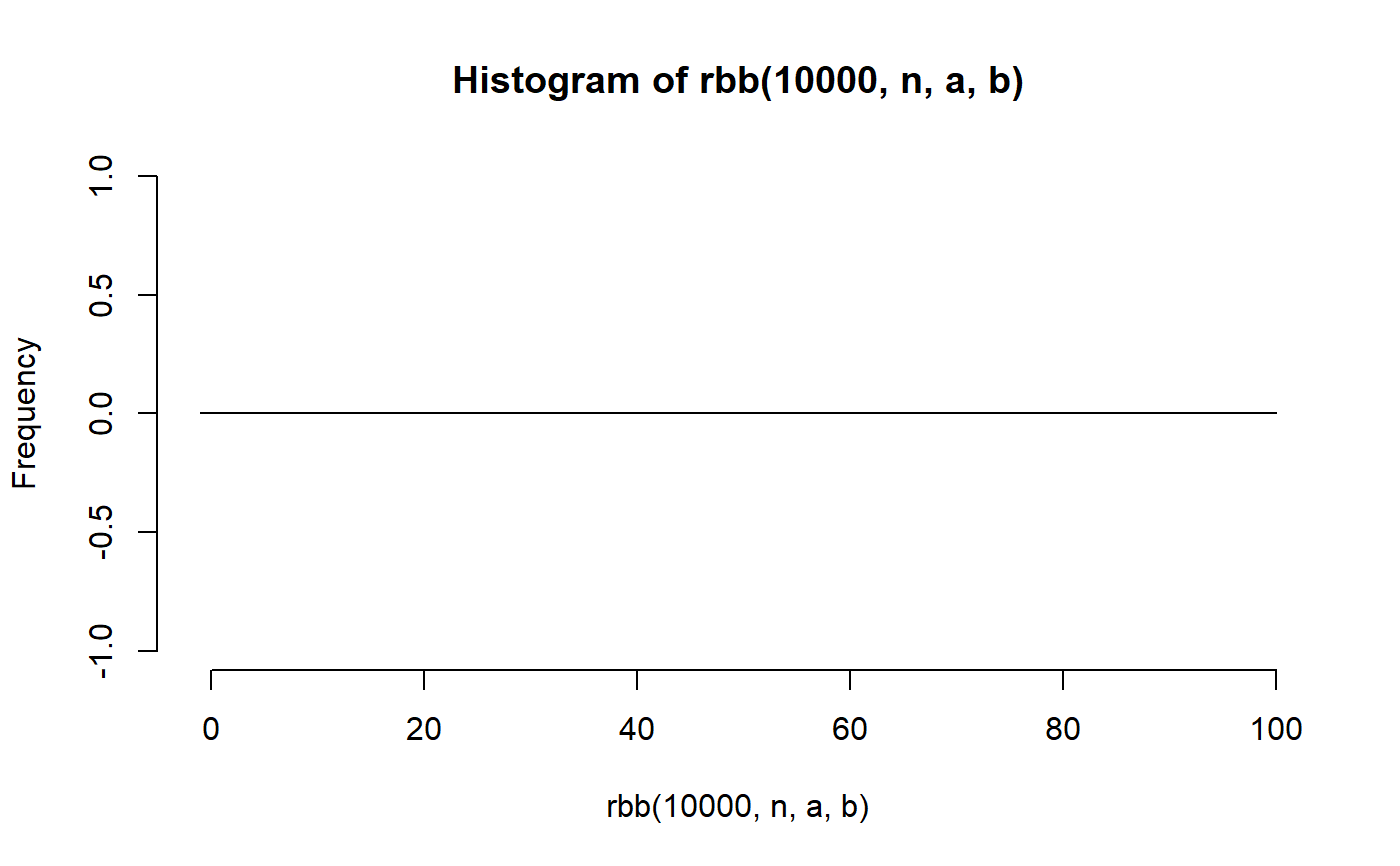 Histogram of rbb(10000, n, a, b)
Frequency
1.0
0.5
0.0
-0.5
-1.0
0 20 40 60 80 100
rbb(10000, n, a, b)